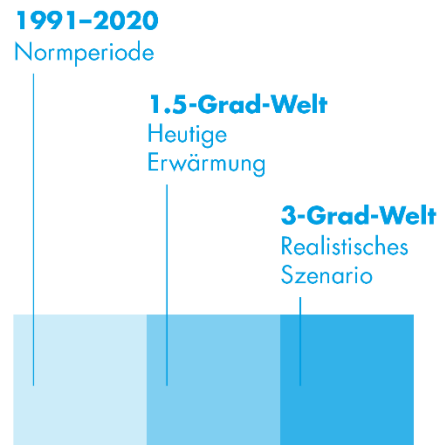 1991–2020
Normperiode
1.5-Grad-Welt
Heutige
Erwärmung
3-Grad-Welt
Realistisches
Szenario